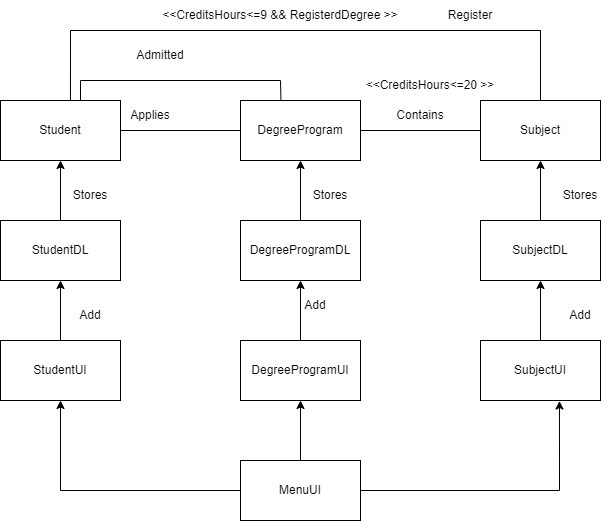 <<CreditsHours<=9 && RegisterdDegree >> Register
Admitted
<<CreditsHours<=20 >>
Applies Contains
Student DegreeProgram Subject
Stores Stores Stores
StudentDL DegreeProgramDL SubjectDL
Add Add Add
StudentUI DegreeProgramUI SubjectUI
MenuUI